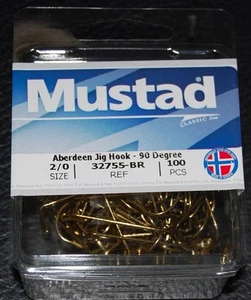 Mustad
CLASSIC Line
Aberdeen Jig Hook - 90 Degree
2/0 32755-BR 100
SIZE REF PCS